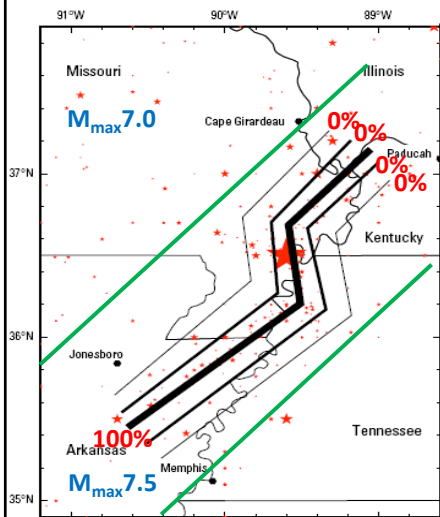 91°W 90°W 89°W
Missouri
Illinois
Mmax7.0
Cape Girardeau
0%
0%
Paducah
0%
0%
37°N
Kentucky
36°N
Jonesboro
100%
Tennessee
Arkansas
Memphis
Mmax7.5
35°N